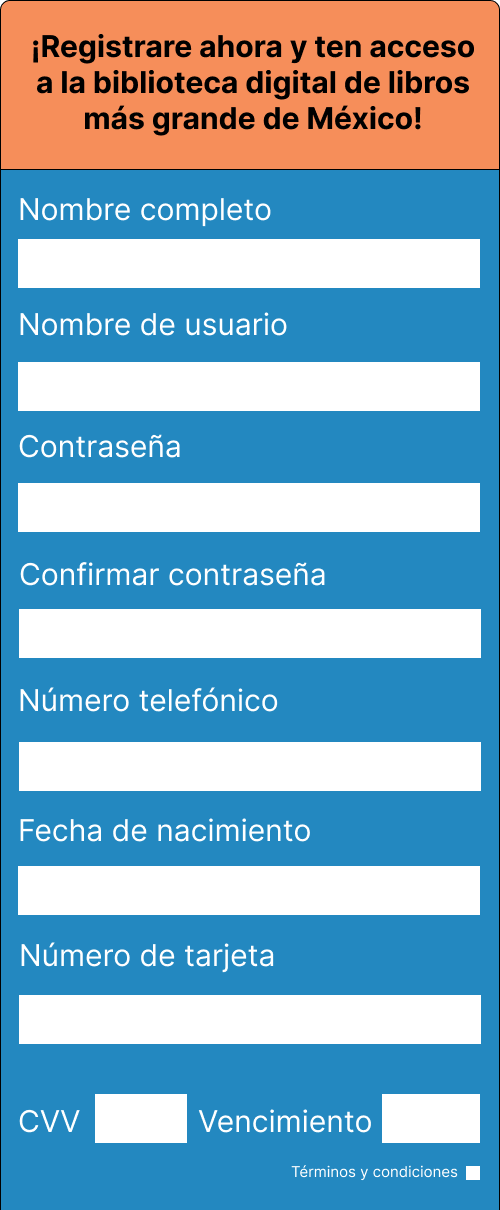 ¡Registrare ahora y ten acceso
a la biblioteca digital de libros
más grande de México!
Nombre completo
Nombre de usuario
Contraseña
Confirmar contraseña
Número telefónico
Fecha de nacimiento
Número de tarjeta
CVV Vencimiento
Términos y condiciones